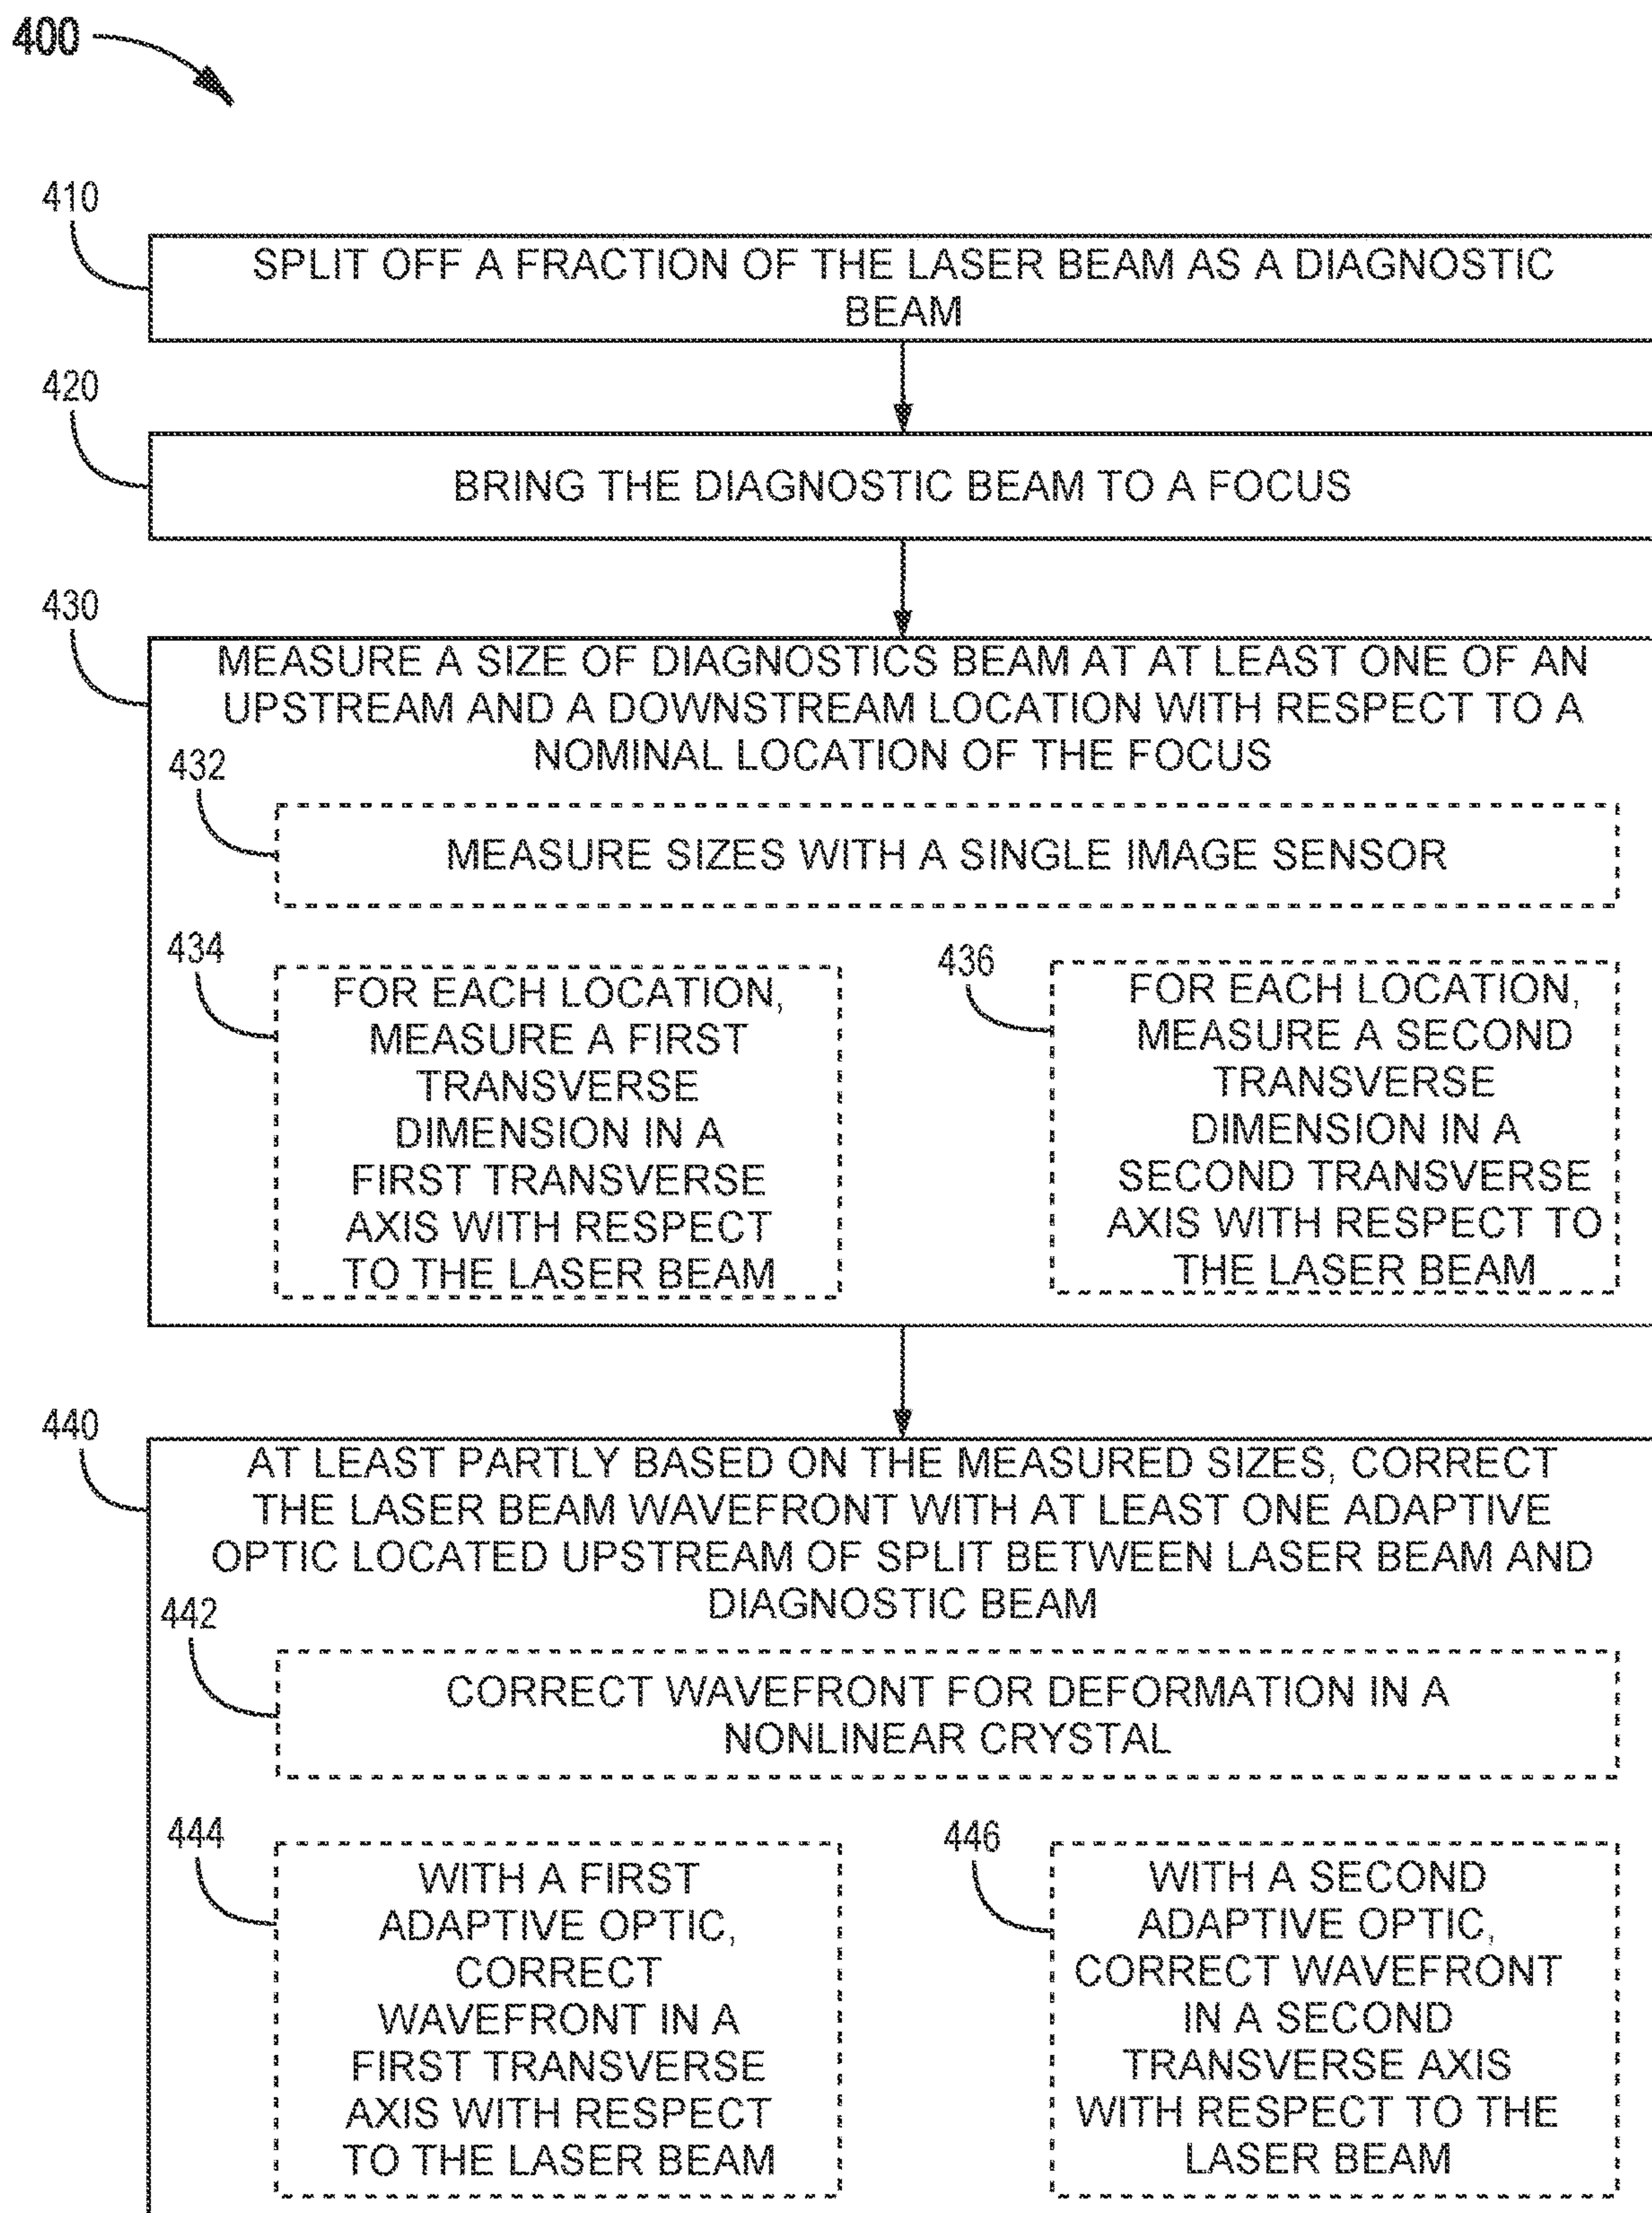 400
410
SPLIT OFF A FRACTION OF THE LASER BEAM AS A DIAGNOSTIC
BEAM
420
BRING THE DIAGNOSTIC BEAM TO A FOCUS
430
MEASURE A SIZE OF DIAGNOSTICS BEAM AT AT LEAST ONE OF AN
UPSTREAM AND A DOWNSTREAM LOCATION WITH RESPECT TO A
NOMINAL LOCATION OF THE FOCUS
432
MEASURE SIZES WITH A SINGLE IMAGE SENSOR
434
FOR EACH LOCATION,
MEASURE A FIRST
TRANSVERSE
DIMENSION IN A
FIRST TRANSVERSE
AXIS WITH RESPECT
TO THE LASER BEAM
436
FOR EACH LOCATION,
MEASURE A SECOND
TRANSVERSE
DIMENSION IN A
SECOND TRANSVERSE
AXIS WITH RESPECT TO
THE LASER BEAM
440
AT LEAST PARTLY BASED ON THE MEASURED SIZES, CORRECT
THE LASER BEAM WAVEFRONT WITH AT LEAST ONE ADAPTIVE
OPTIC LOCATED UPSTREAM OF SPLIT BETWEEN LASER BEAM AND
DIAGNOSTIC BEAM
442
CORRECT WAVEFRONT FOR DEFORMATION IN A
NONLINEAR CRYSTAL
444
WITH A FIRST
ADAPTIVE OPTIC,
CORRECT
WAVEFRONT IN A
FIRST TRANSVERSE
AXIS WITH RESPECT
TO THE LASER BEAM
446
WITH A SECOND
ADAPTIVE OPTIC,
CORRECT WAVEFRONT
IN A SECOND
TRANSVERSE AXIS
WITH RESPECT TO THE
LASER BEAM